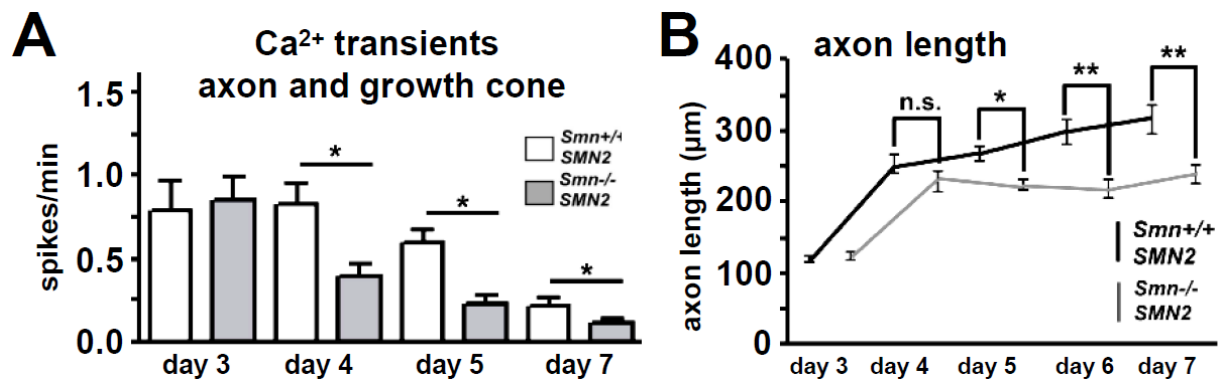 A
Ca²⁺ transients
axon and growth cone
spikes/min
1.5
1.0
0.5
0.0
Smn+/+
SMN2
Smn-/-
SMN2
*
*
*
day 3
day 4
day 5
day 7
B
axon length
axon length (µm)
400
300
200
100
0
n.s.
*
**
**
Smn+/+
SMN2
Smn-/-
SMN2
day 3
day 4
day 5
day 6
day 7